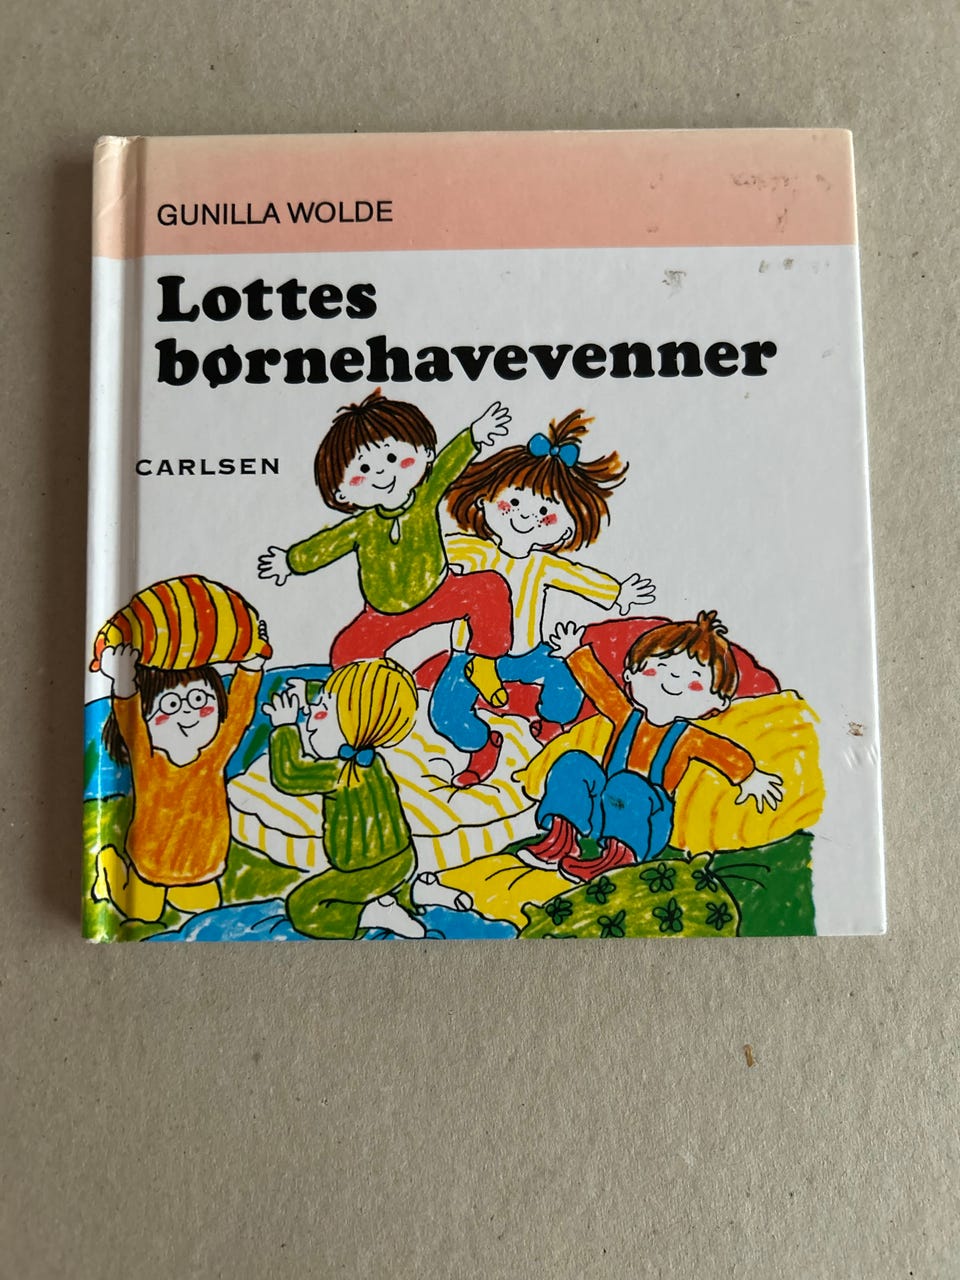 GUNILLA WOLDE
Lottes
børnehavevenner
CARLSEN